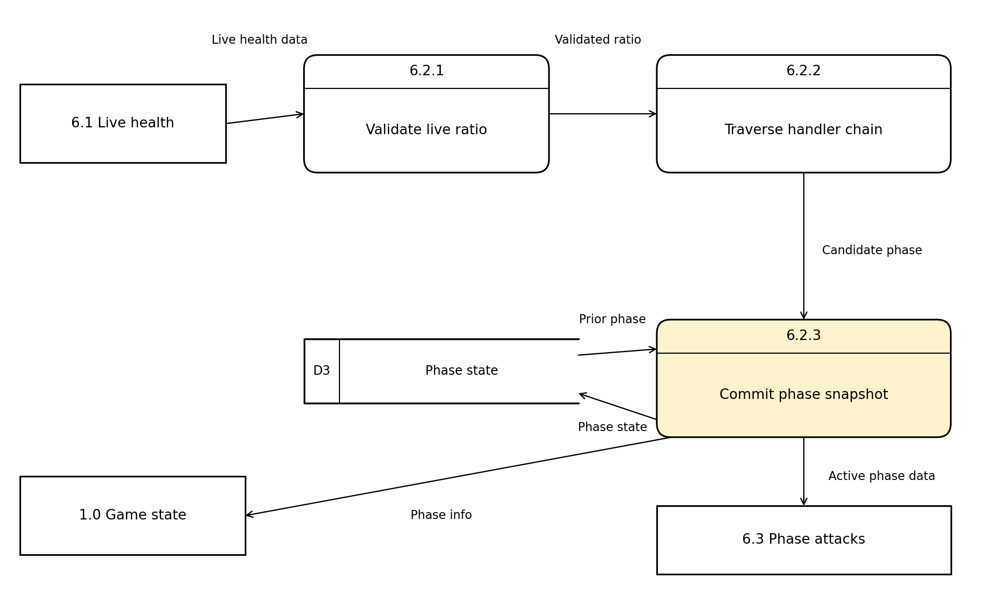 Live health data
Validated ratio
6.2.1
6.2.2
6.1 Live health
Validate live ratio
Traverse handler chain
Candidate phase
Prior phase
6.2.3
D3
Phase state
Commit phase snapshot
Phase state
Active phase data
1.0 Game state
Phase info
6.3 Phase attacks